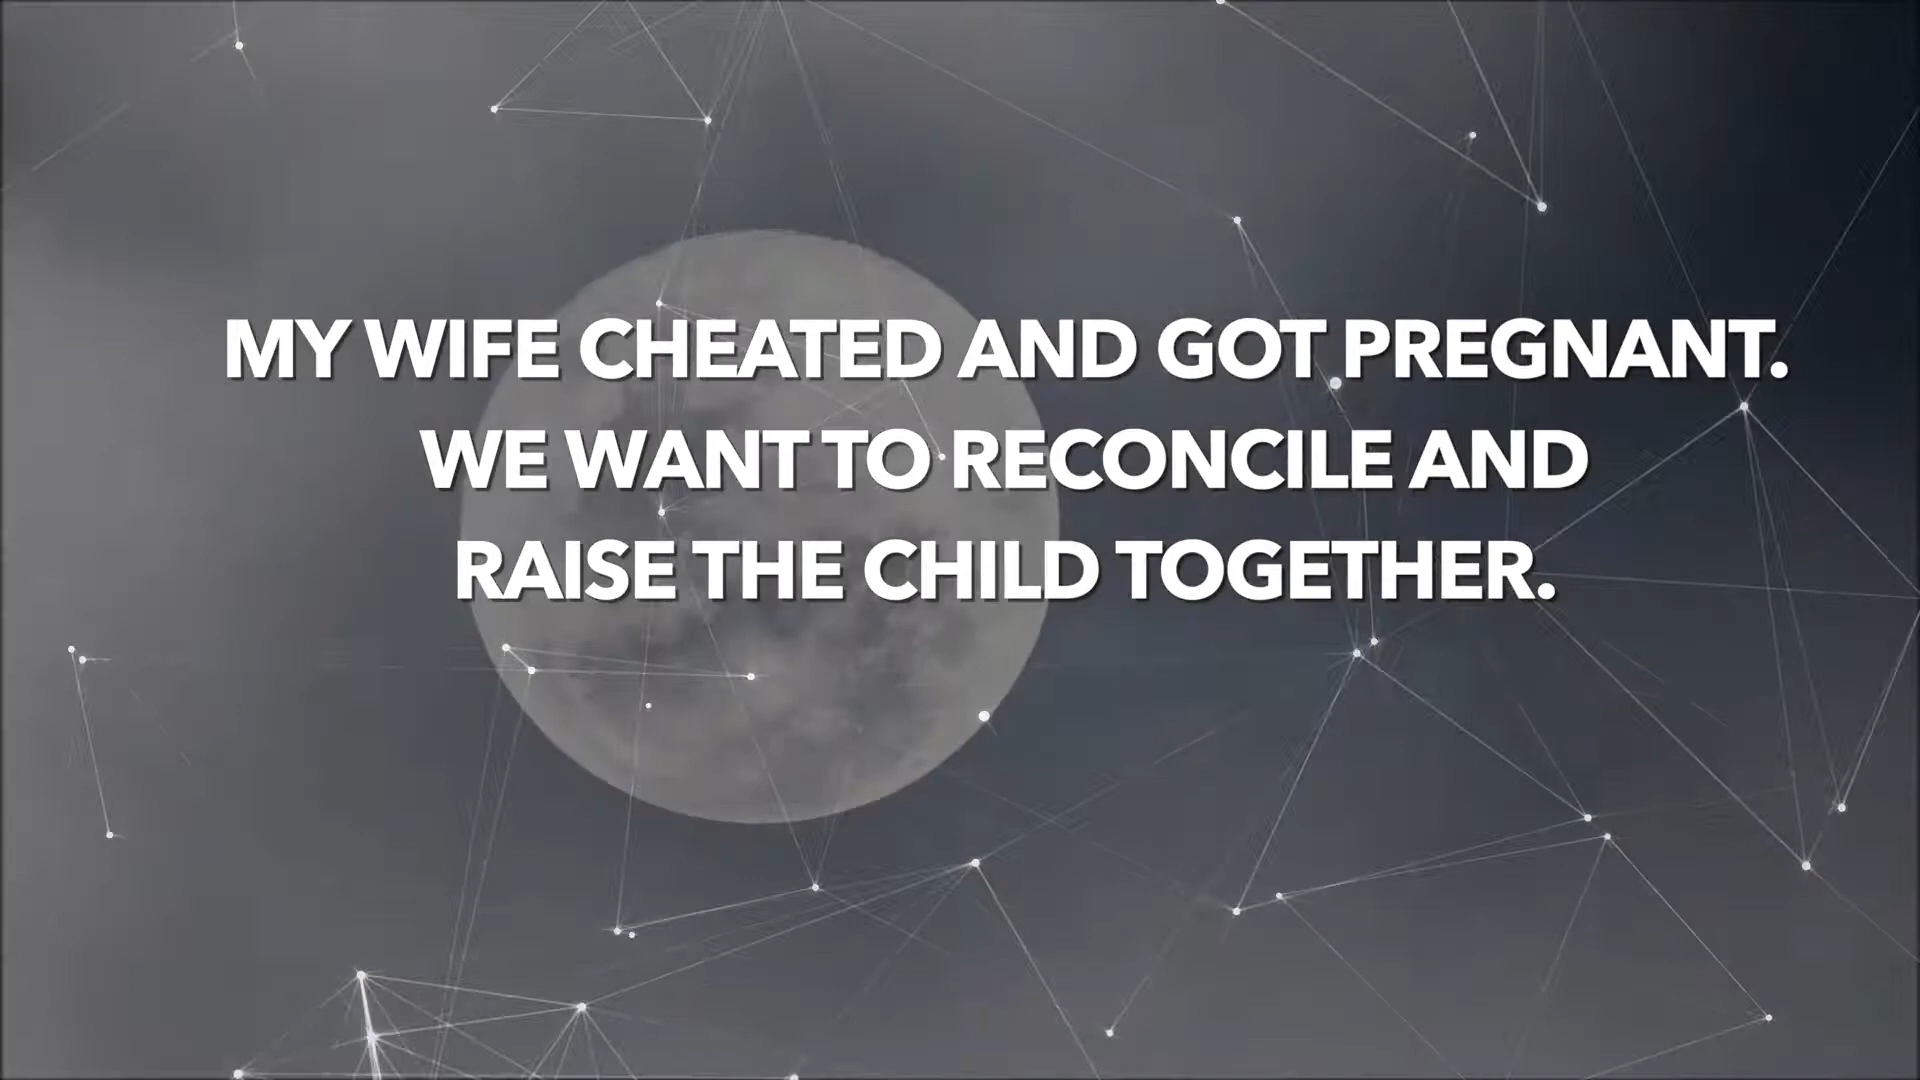 MY WIFE CHEATED AND GOT PREGNANT.
WE WANT TO RECONCILE AND
RAISE THE CHILD TOGETHER.